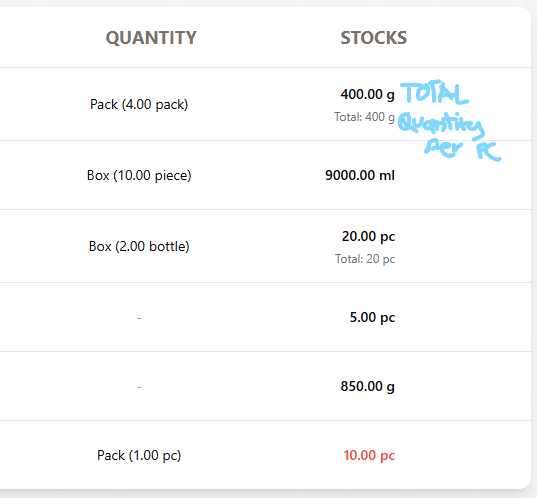 QUANTITY STOCKS
Pack (4.00 pack) 400.00 g TOTAL
Total: 400 g Quantity
per PC
Box (10.00 piece) 9000.00 ml
Box (2.00 bottle) 20.00 pc
Total: 20 pc
- 5.00 pc
- 850.00 g
Pack (1.00 pc) 10.00 pc